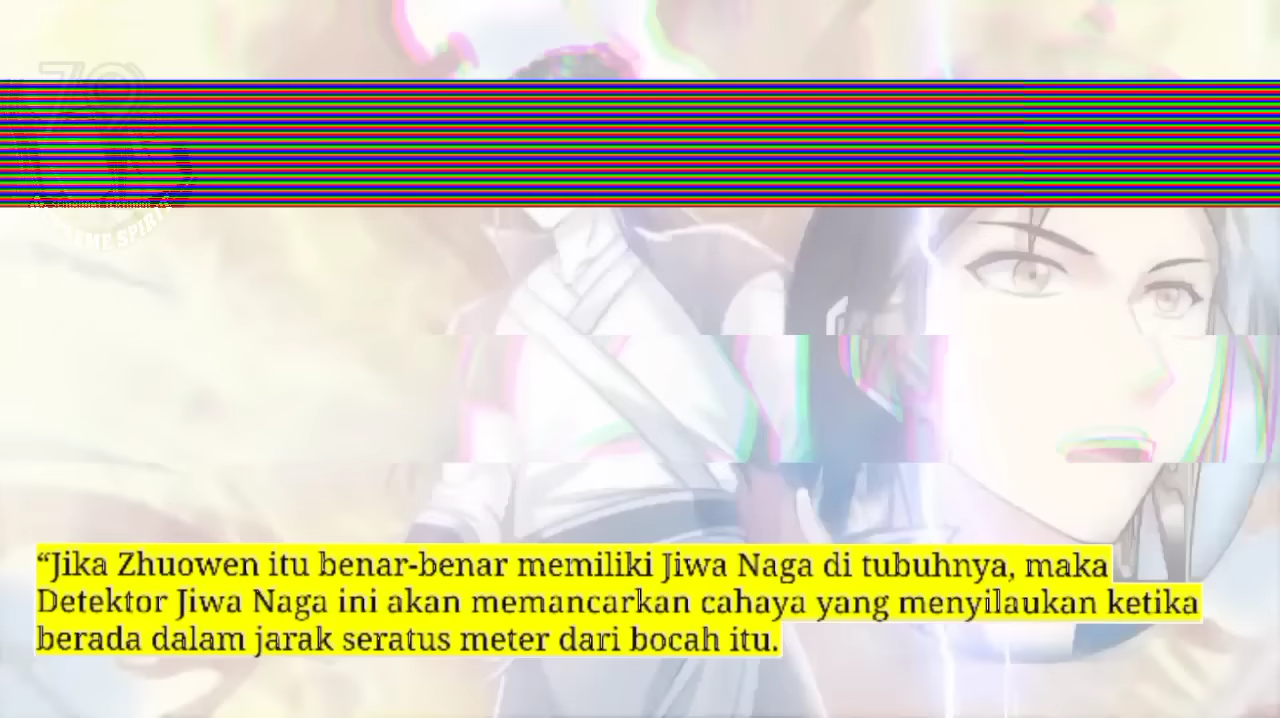 79
“Jika Zhuowen itu benar-benar memiliki Jiwa Naga di tubuhnya, maka
Detektor Jiwa Naga ini akan memancarkan cahaya yang menyilaukan ketika
berada dalam jarak seratus meter dari bocah itu.